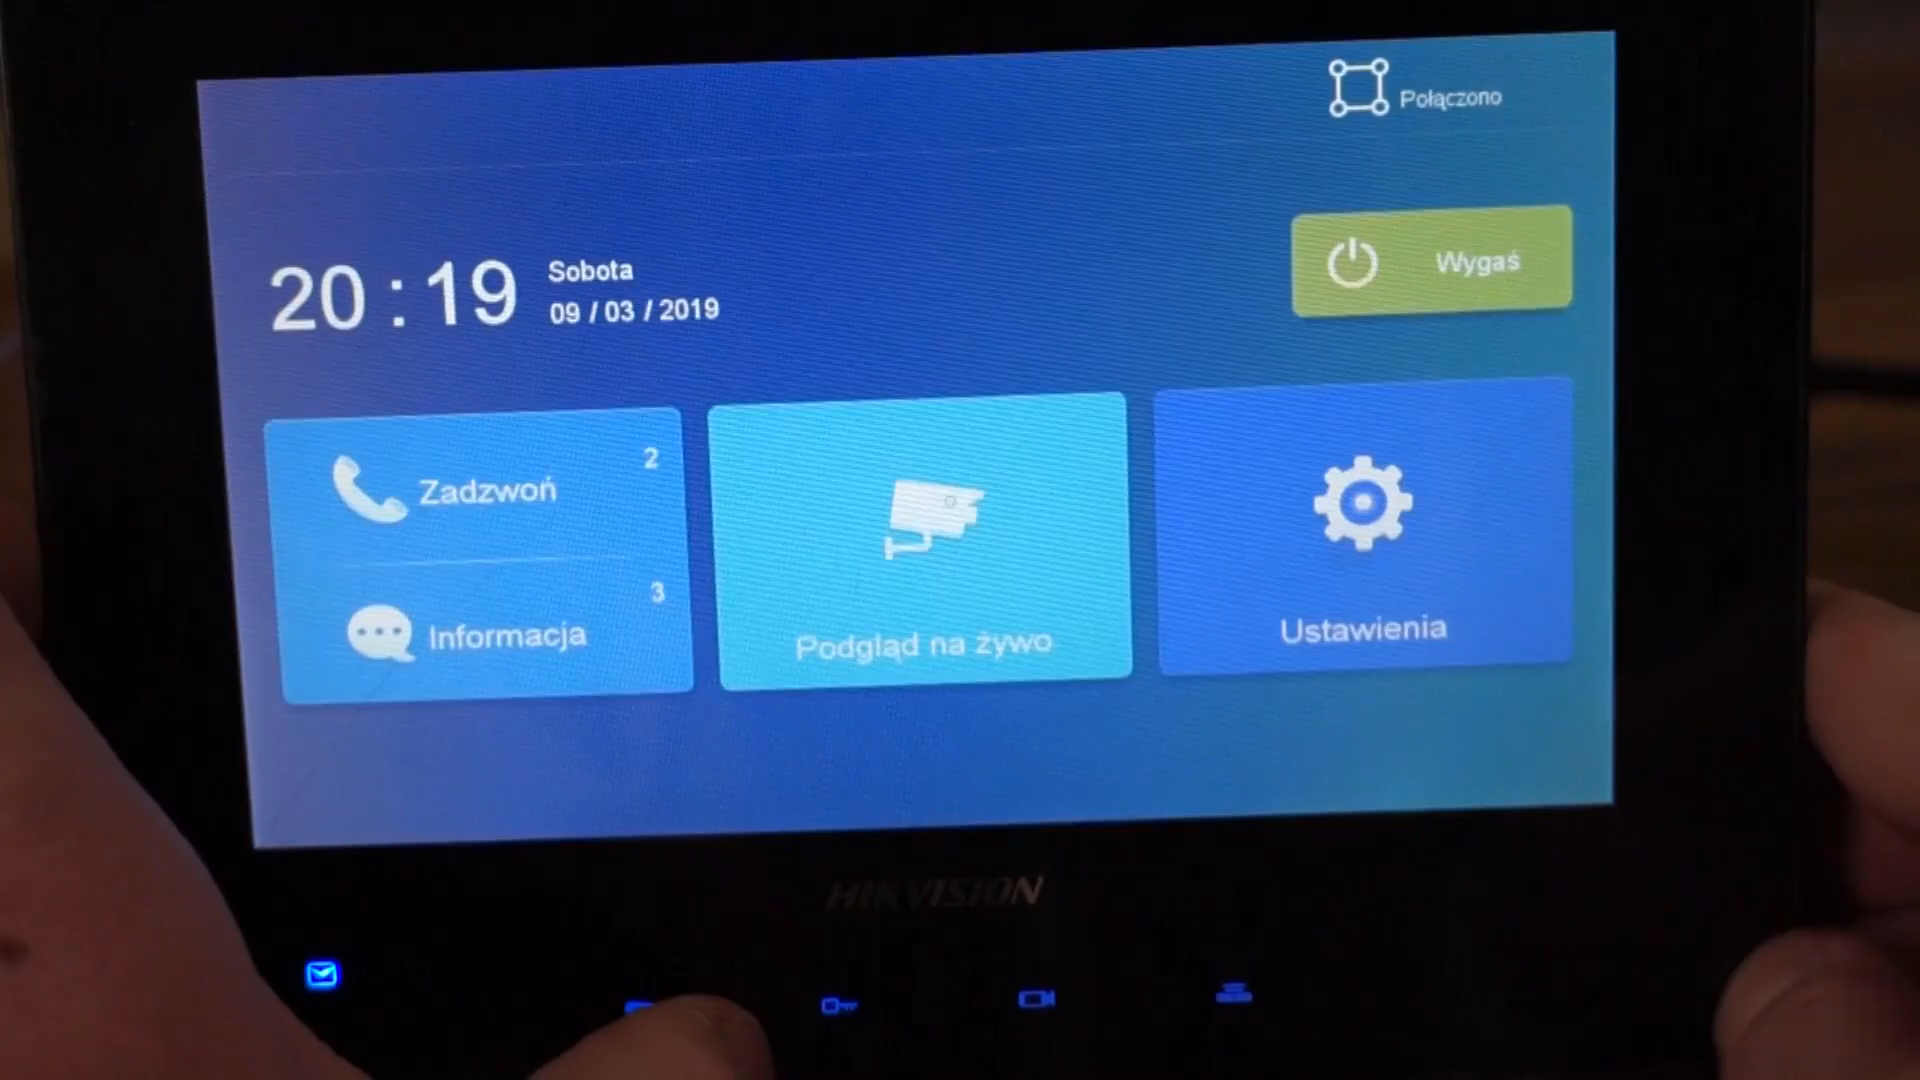 Połączono
20 : 19
Sobota
09 / 03 / 2019
Wygaś
Zadzwoń
2
Informacja
3
Podgląd na żywo
Ustawienia
HIKVISION